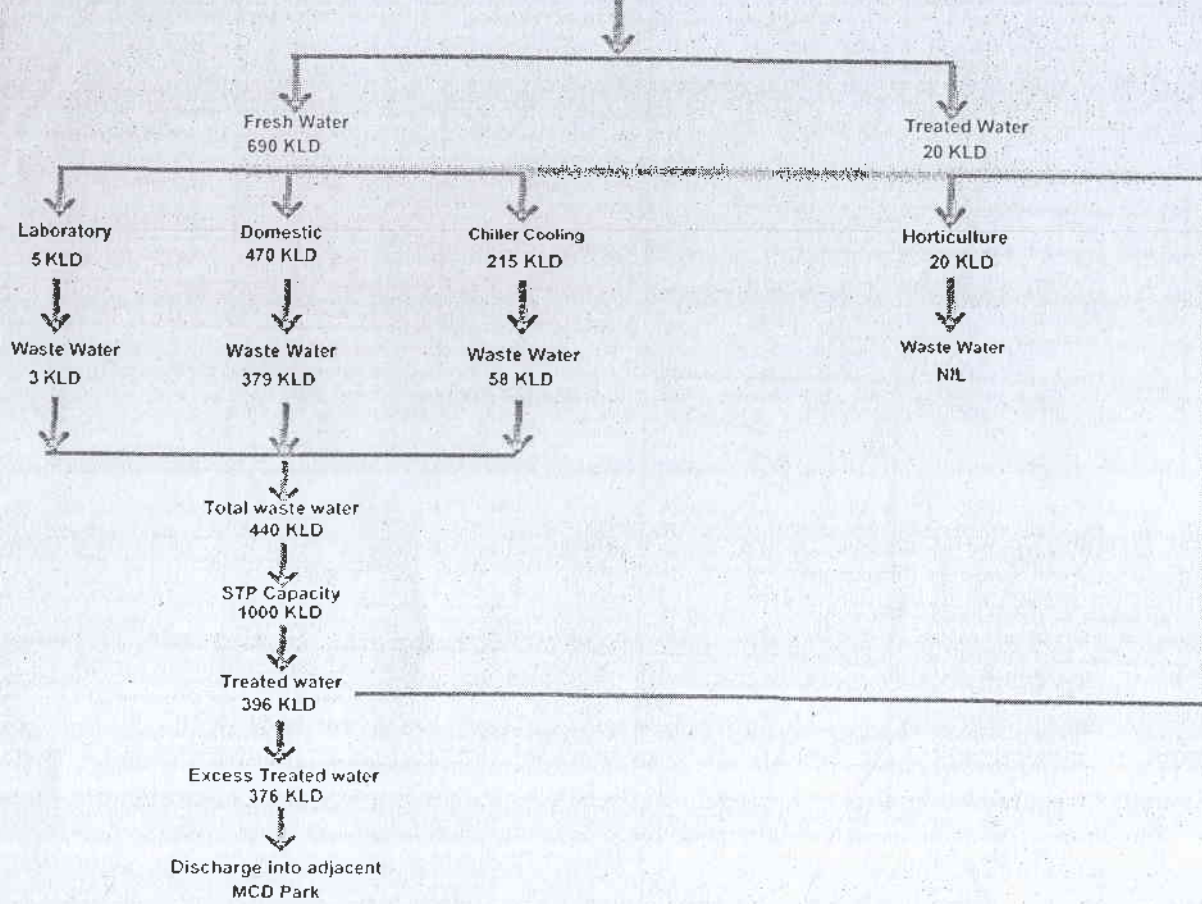 Fresh Water
690 KLD
Treated Water
20 KLD
Laboratory
5 KLD
Domestic
470 KLD
Chiller Cooling
215 KLD
Horticulture
20 KLD
Waste Water
3 KLD
Waste Water
379 KLD
Waste Water
58 KLD
Waste Water
NIL
Total waste water
440 KLD
STP Capacity
1000 KLD
Treated water
396 KLD
Excess Treated water
376 KLD
Discharge into adjacent
MCD Park